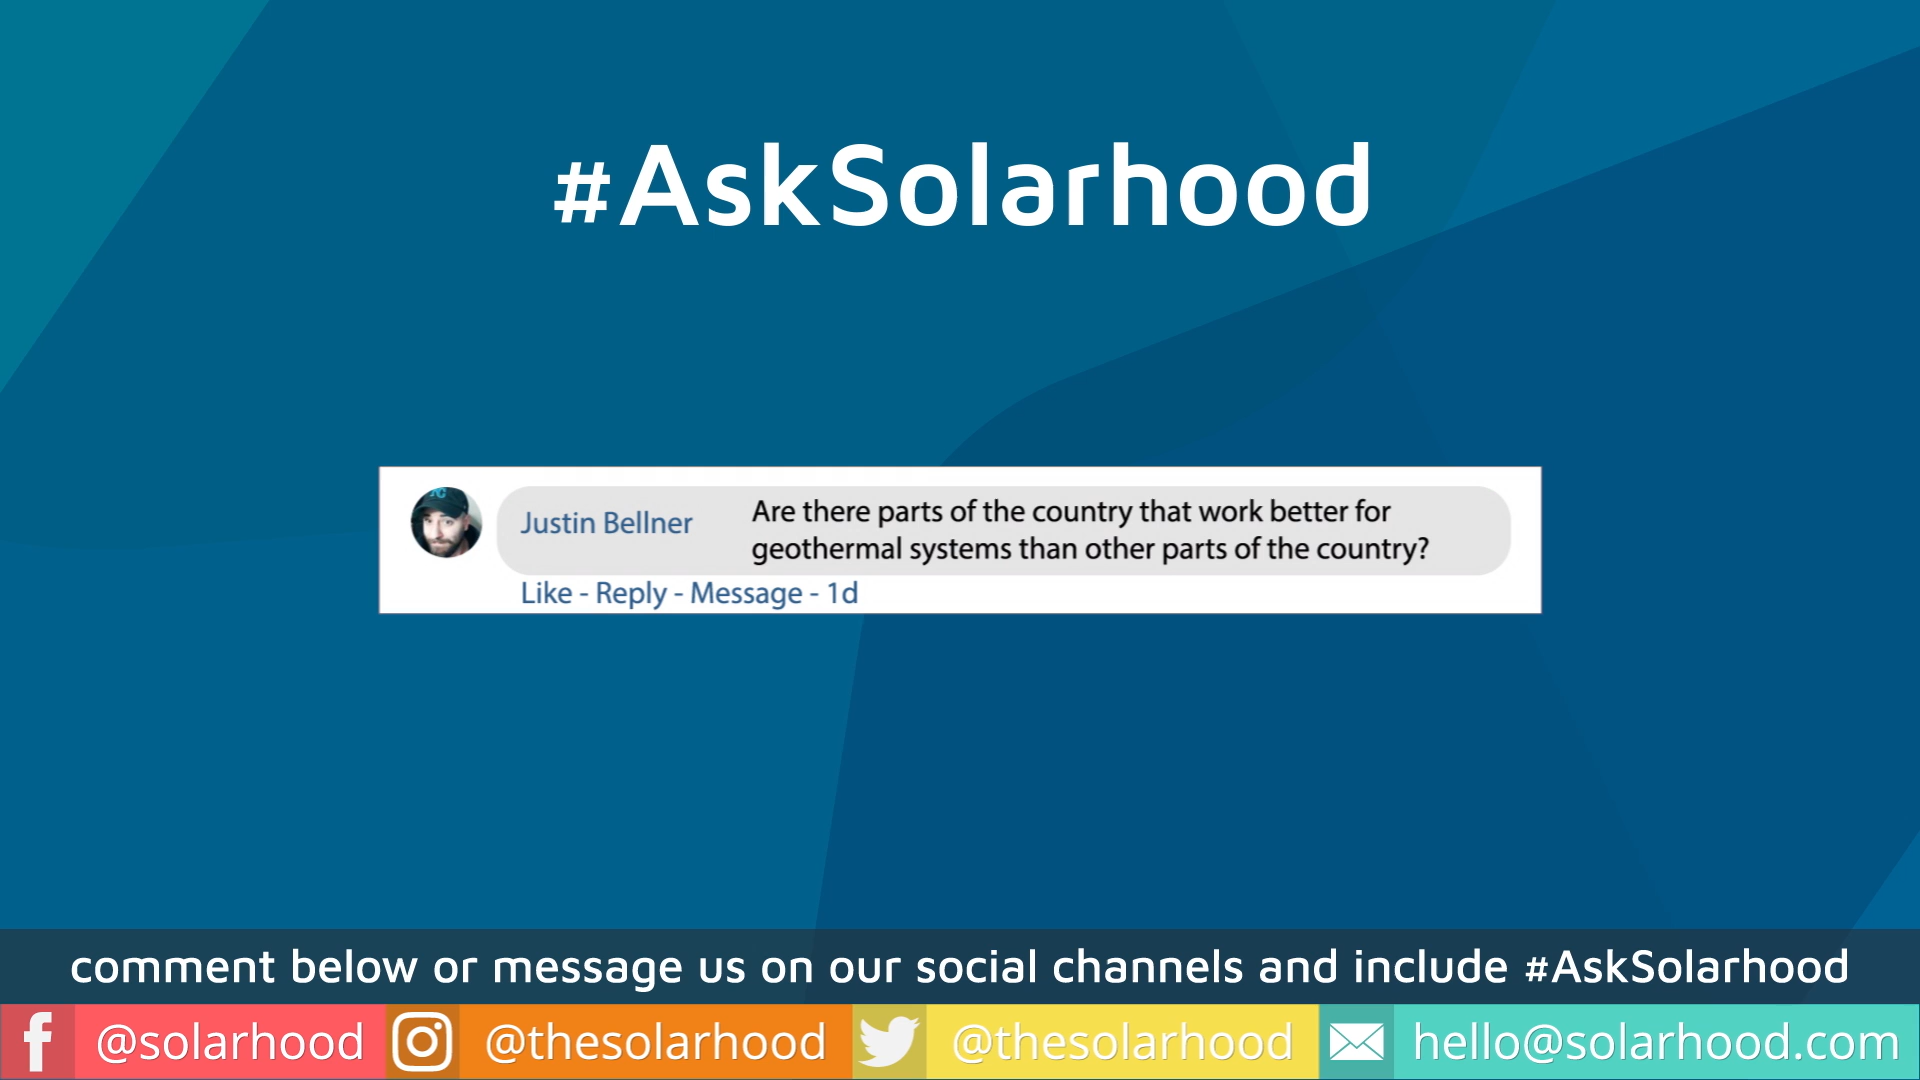 #AskSolarhood
Justin Bellner
Are there parts of the country that work better for
geothermal systems than other parts of the country?
Like - Reply - Message - 1d
comment below or message us on our social channels and include #AskSolarhood
@solarhood @thesolarhood @thesolarhood hello@solarhood.com